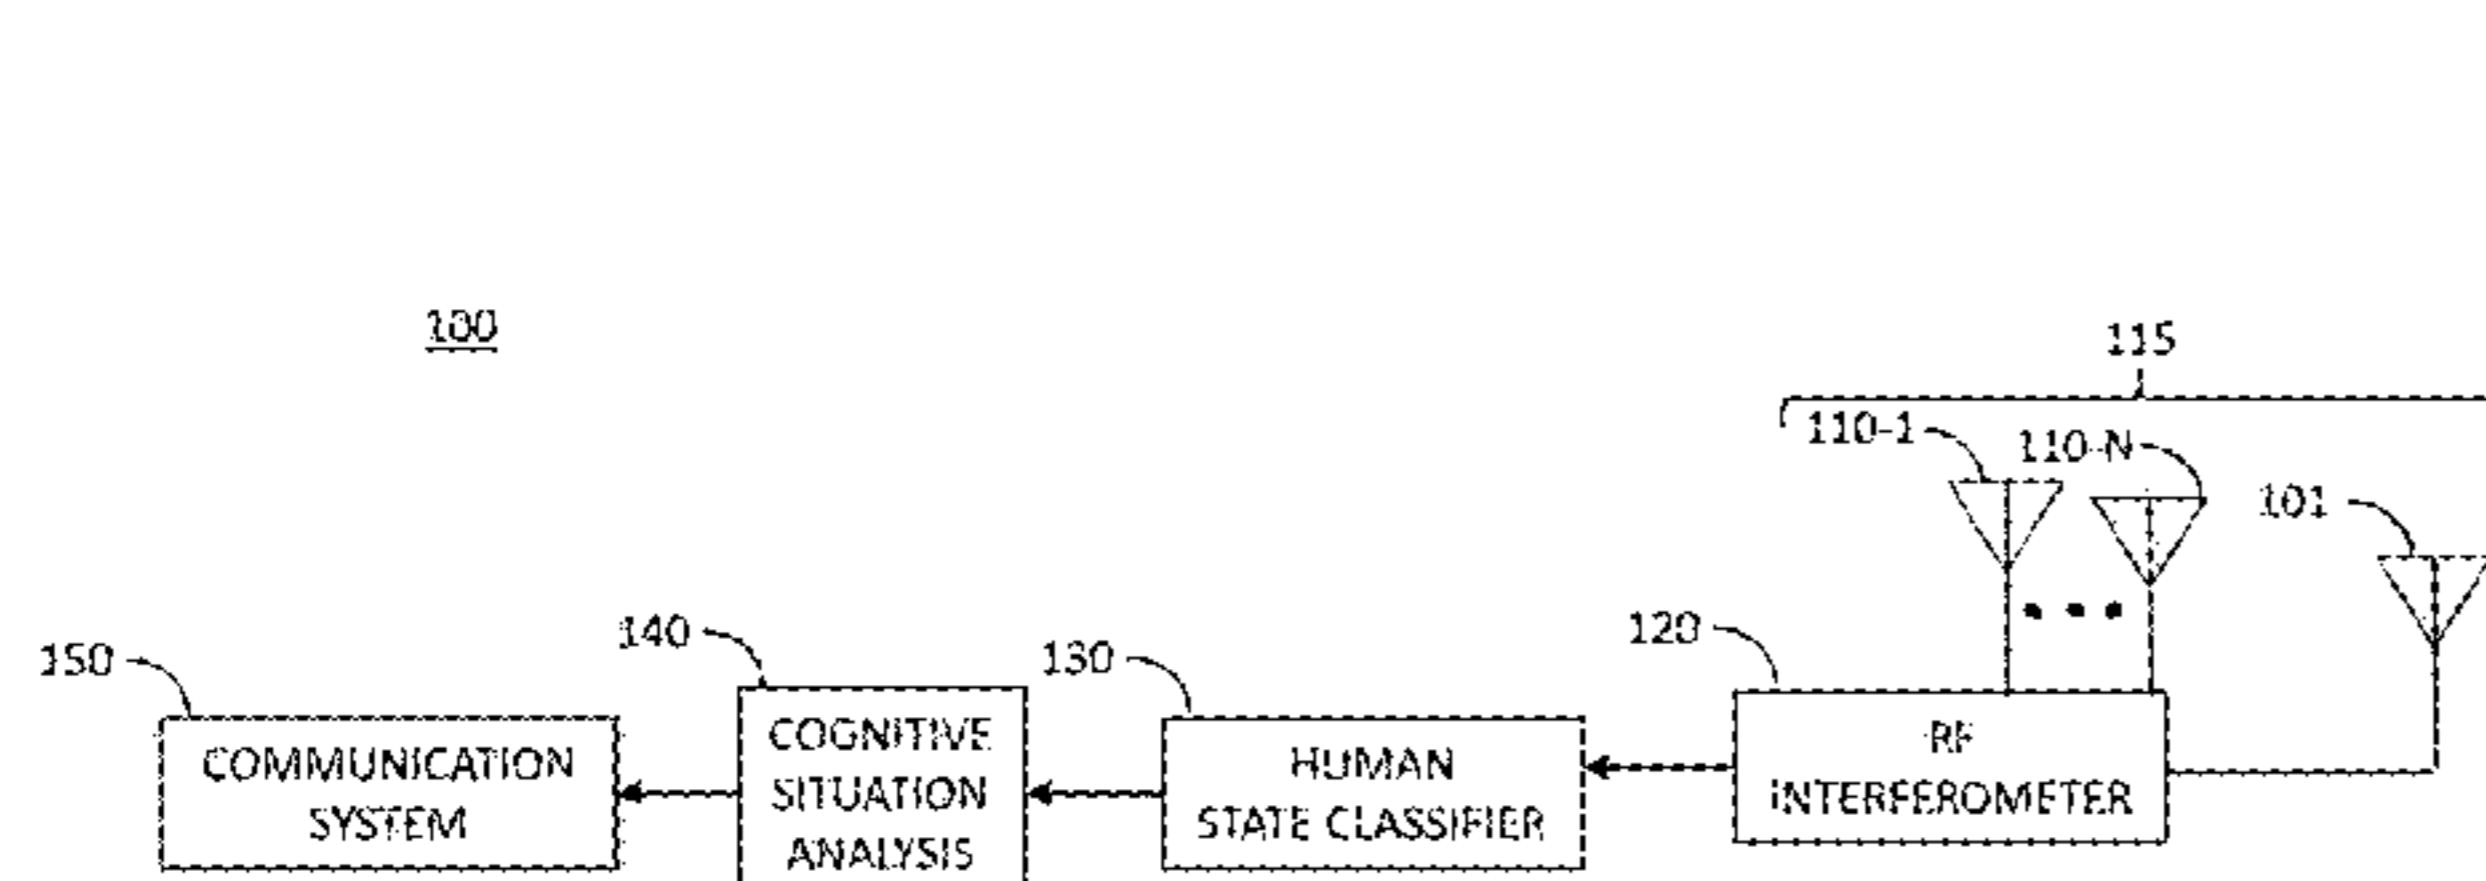 100
115
110-1
110-N
101
120
140
130
150
COMMUNICATION
SYSTEM
COGNITIVE
SITUATION
ANALYSIS
HUMAN
STATE CLASSIFIER
RF
INTERFEROMETER